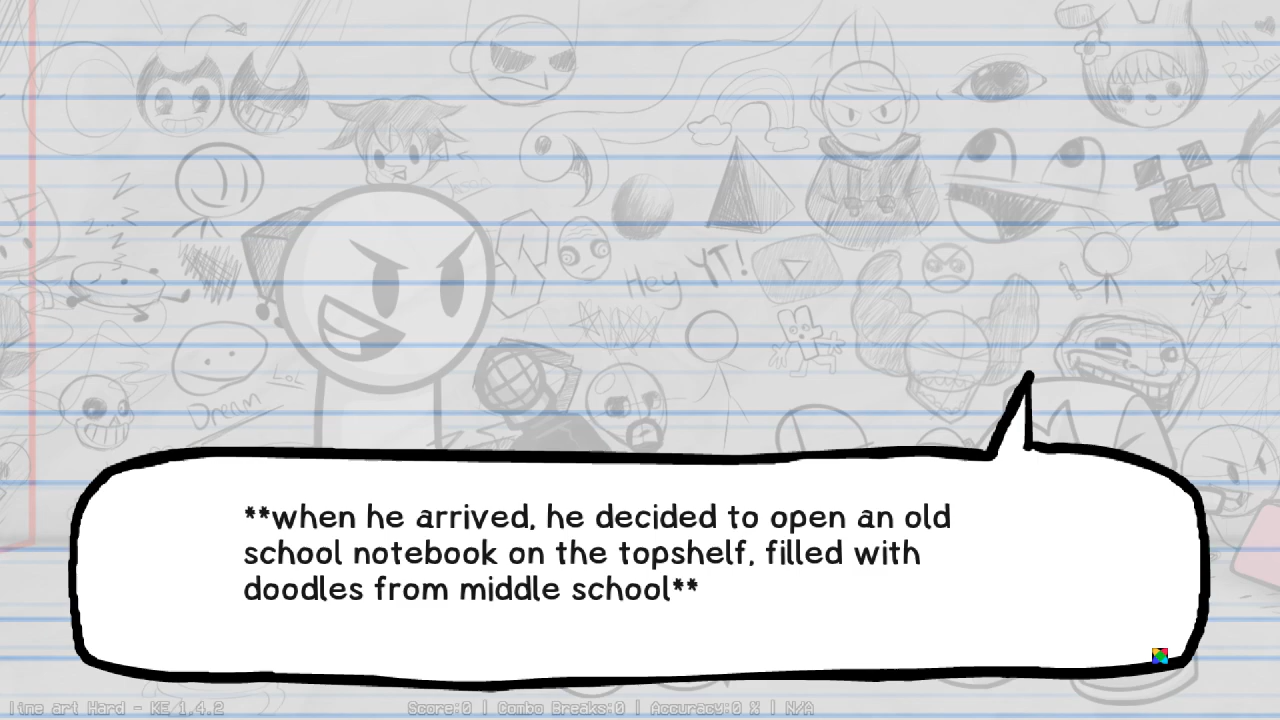 My
Bunny
Hey YT!
LoL
Dream
**when he arrived, he decided to open an old
school notebook on the topshelf, filled with
doodles from middle school**
line art Hard - KE 1.4.2
Score:0 | Combo Breaks:0 | Accuracy:0 % | N/A